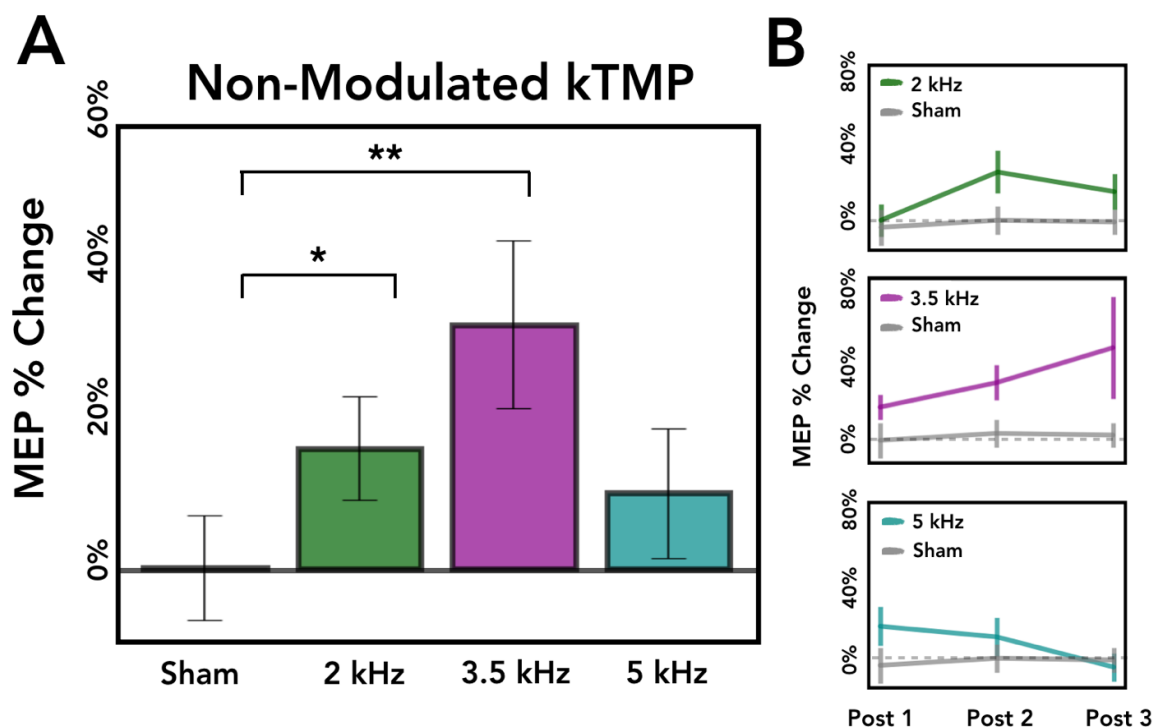 A
Non-Modulated kTMP
MEP % Change
60%
40%
20%
0%
**
*
Sham
2 kHz
3.5 kHz
5 kHz
B
MEP % Change
80%
40%
0%
2 kHz
Sham
80%
40%
0%
3.5 kHz
Sham
80%
40%
0%
5 kHz
Sham
Post 1
Post 2
Post 3